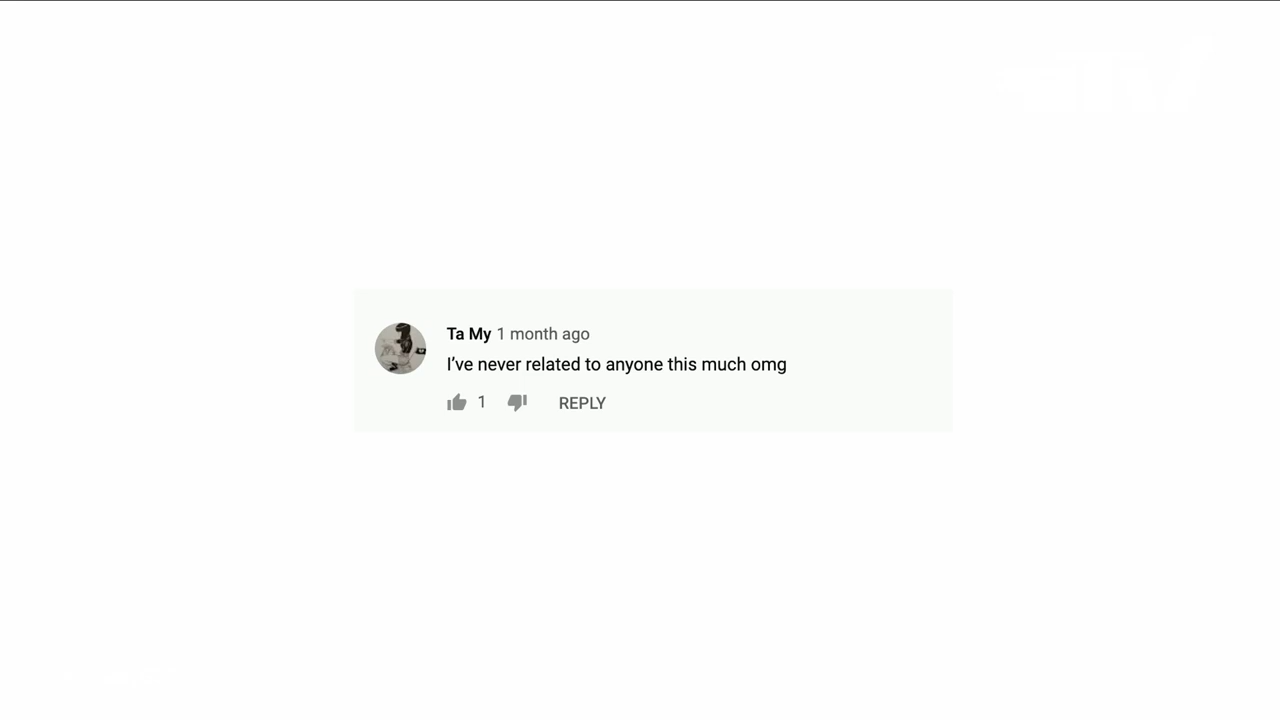 Ta My 1 month ago
I've never related to anyone this much omg
1 REPLY